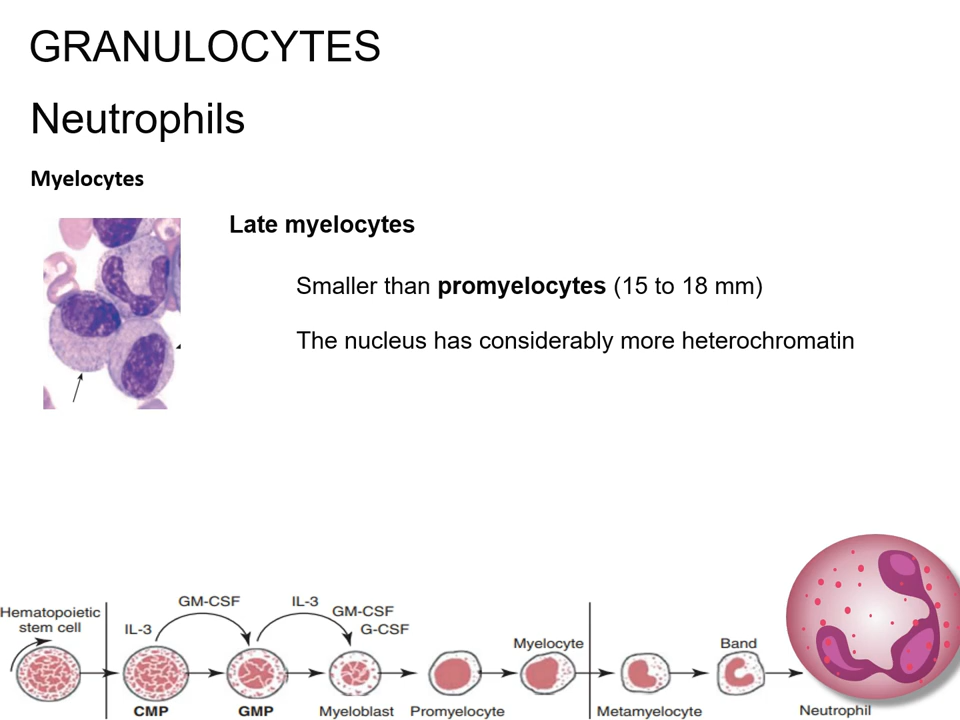 GRANULOCYTES
Neutrophils
Myelocytes
Late myelocytes
Smaller than promyelocytes (15 to 18 mm)
The nucleus has considerably more heterochromatin
Hematopoietic
stem cell
IL-3
GM-CSF
IL-3
GM-CSF
G-CSF
Myelocyte
Band
CMP
GMP
Myeloblast
Promyelocyte
Metamyelocyte
Neutrophil